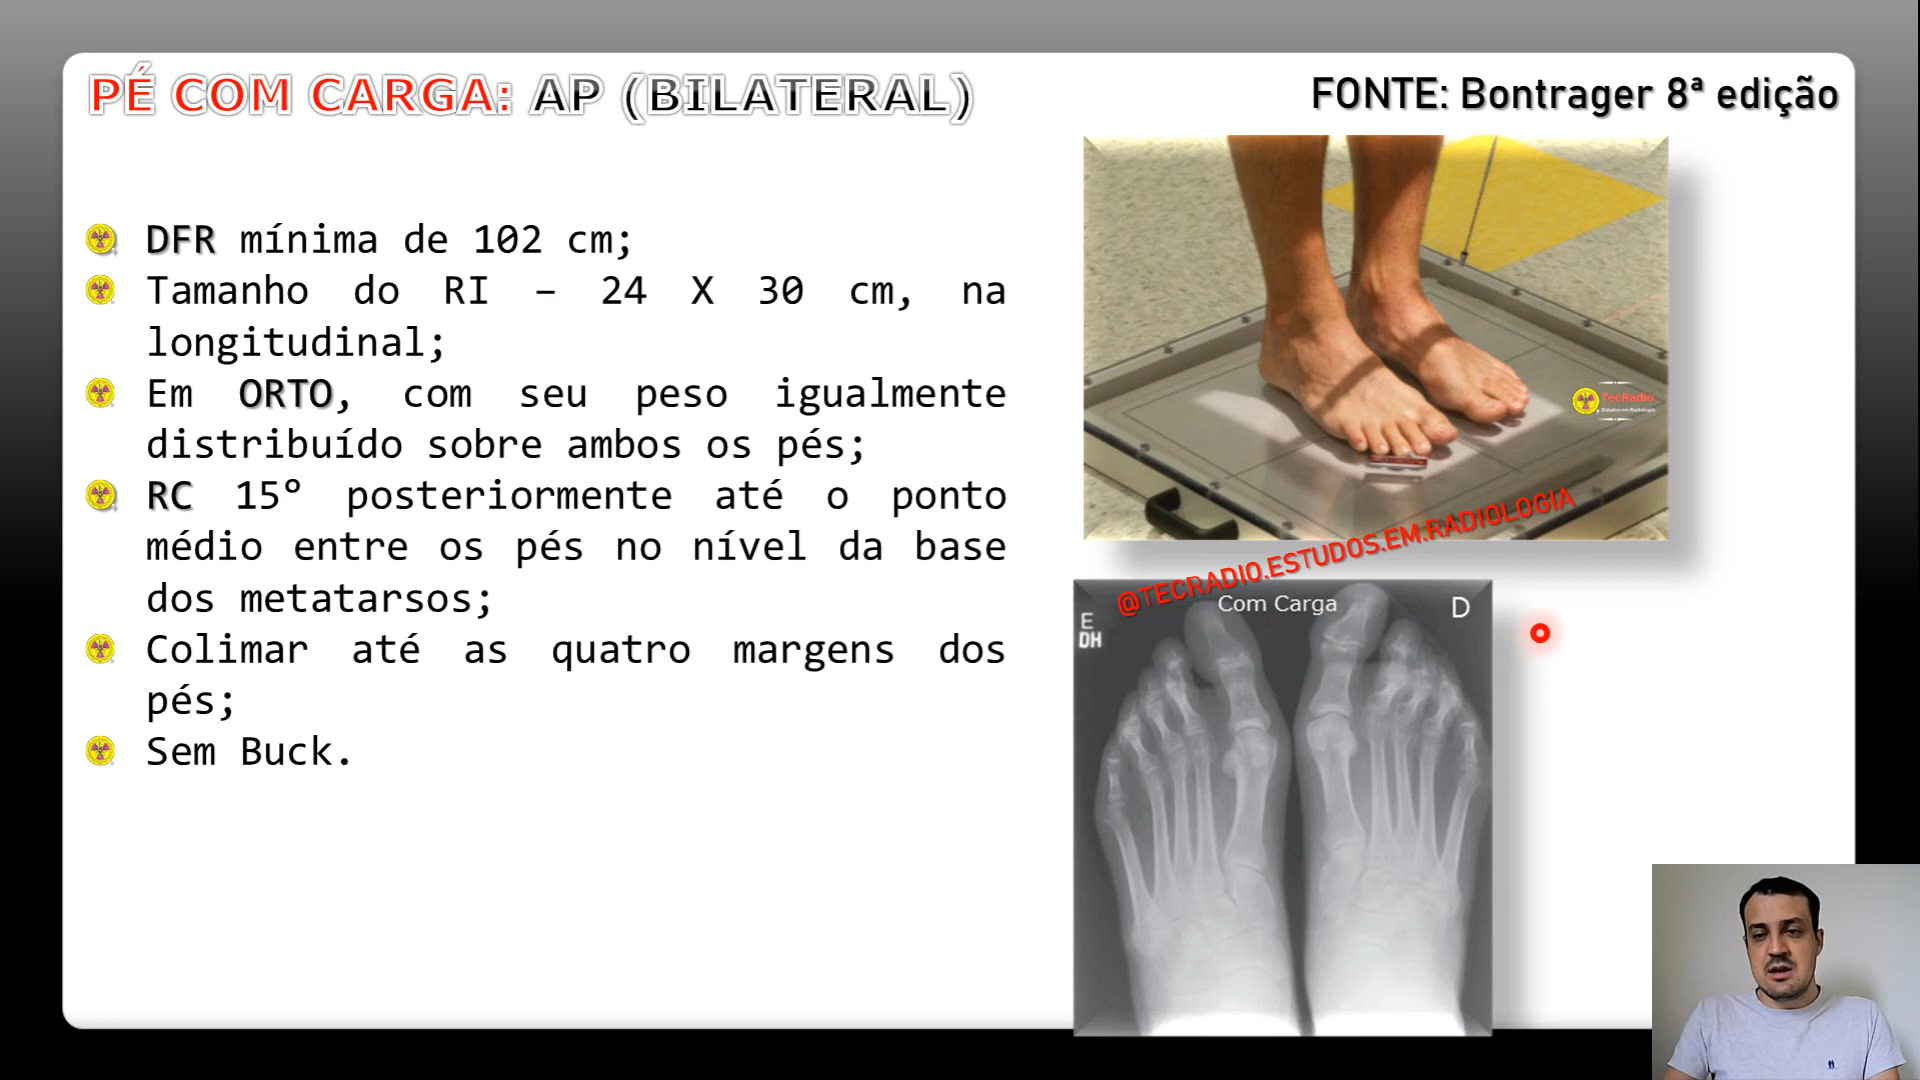 PÉ COM CARGA: AP (BILATERAL)
FONTE: Bontrager 8ª edição
DFR mínima de 102 cm;
Tamanho do RI – 24 X 30 cm, na
longitudinal;
Em ORTO, com seu peso igualmente
distribuído sobre ambos os pés;
RC 15° posteriormente até o ponto
médio entre os pés no nível da base
dos metatarsos;
Colimar até as quatro margens dos
pés;
Sem Buck.
TecRadio
Estudos em Radiologia
@TECRADIO.ESTUDOS.EM.RADIOLOGIA
Com Carga
D
E
DH